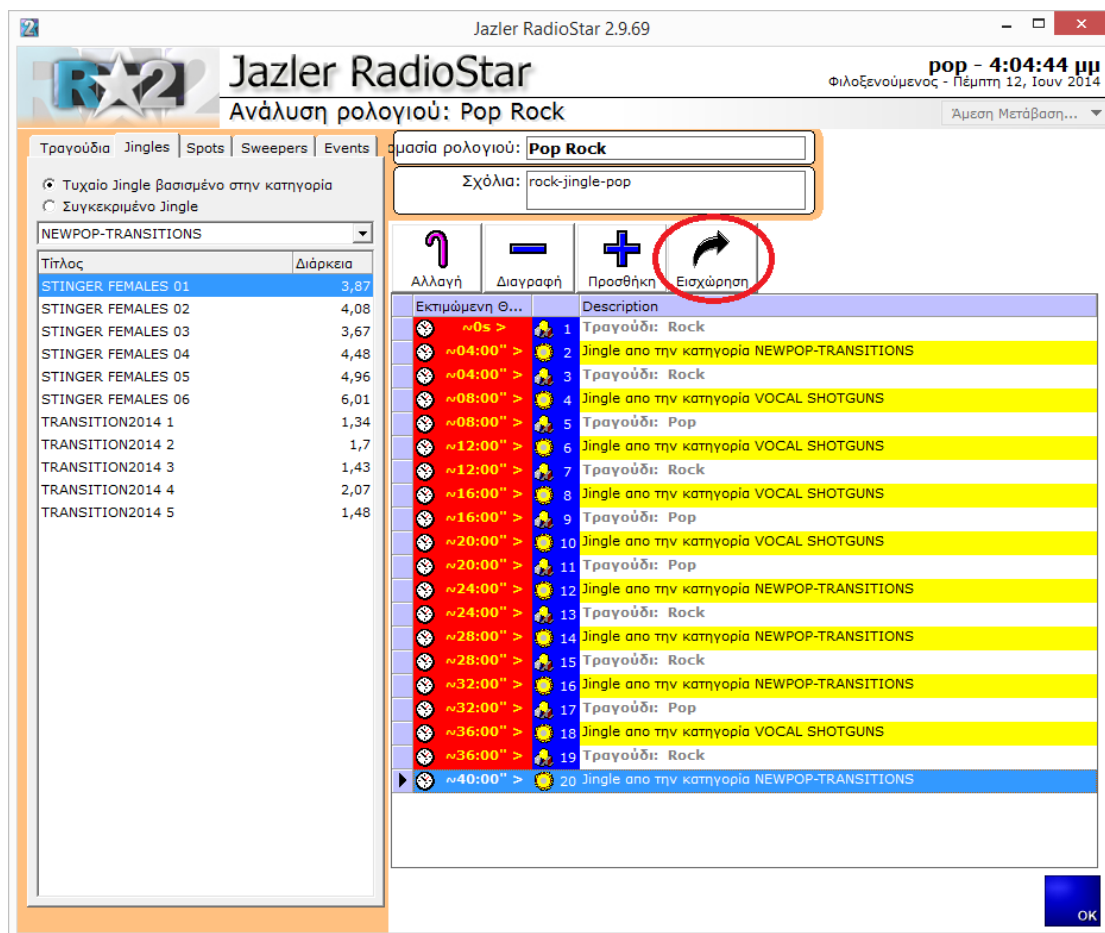 Jazler RadioStar 2.9.69
R 2
Jazler RadioStar
pop - 4:04:44 μμ
Φιλοξενούμενος - Πέμπτη 12, Ιουν 2014
Ανάλυση ρολογιού: Pop Rock
Άμεση Μετάβαση...
Τραγούδια Jingles Spots Sweepers Events
μασία ρολογιού: Pop Rock
Σχόλια: rock-jingle-pop
Τυχαίο Jingle βασισμένο στην κατηγορία
Συγκεκριμένο Jingle
NEWPOP-TRANSITIONS
Τίτλος Διάρκεια
STINGER FEMALES 01 3,87
STINGER FEMALES 02 4,08
STINGER FEMALES 03 3,67
STINGER FEMALES 04 4,48
STINGER FEMALES 05 4,96
STINGER FEMALES 06 6,01
TRANSITION2014 1 1,34
TRANSITION2014 2 1,7
TRANSITION2014 3 1,43
TRANSITION2014 4 2,07
TRANSITION2014 5 1,48
Αλλαγή Διαγραφή Προσθήκη Εισχώρηση
Εκτιμώμενη Θ... Description
~0s > 1 Τραγούδι: Rock
~04:00" > 2 Jingle απο την κατηγορία NEWPOP-TRANSITIONS
~04:00" > 3 Τραγούδι: Rock
~08:00" > 4 Jingle απο την κατηγορία VOCAL SHOTGUNS
~08:00" > 5 Τραγούδι: Pop
~12:00" > 6 Jingle απο την κατηγορία VOCAL SHOTGUNS
~12:00" > 7 Τραγούδι: Rock
~16:00" > 8 Jingle απο την κατηγορία VOCAL SHOTGUNS
~16:00" > 9 Τραγούδι: Pop
~20:00" > 10 Jingle απο την κατηγορία VOCAL SHOTGUNS
~20:00" > 11 Τραγούδι: Pop
~24:00" > 12 Jingle απο την κατηγορία NEWPOP-TRANSITIONS
~24:00" > 13 Τραγούδι: Rock
~28:00" > 14 Jingle απο την κατηγορία NEWPOP-TRANSITIONS
~28:00" > 15 Τραγούδι: Rock
~32:00" > 16 Jingle απο την κατηγορία NEWPOP-TRANSITIONS
~32:00" > 17 Τραγούδι: Pop
~36:00" > 18 Jingle απο την κατηγορία VOCAL SHOTGUNS
~36:00" > 19 Τραγούδι: Rock
~40:00" > 20 Jingle απο την κατηγορία NEWPOP-TRANSITIONS
OK